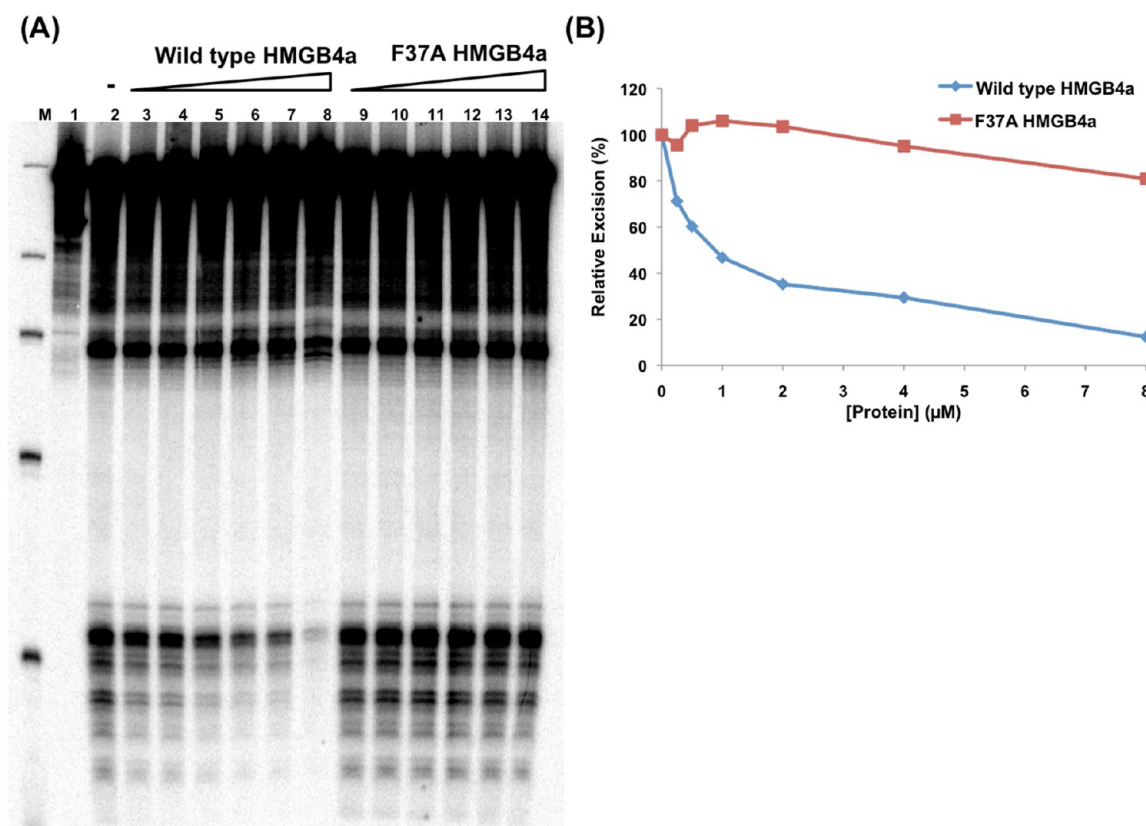 (A)
Wild type HMGB4a F37A HMGB4a
-
M 1 2 3 4 5 6 7 8 9 10 11 12 13 14
(B)
Wild type HMGB4a
F37A HMGB4a
120
100
80
60
40
20
0
Relative Excision (%)
0 1 2 3 4 5 6 7 8
[Protein] (μM)